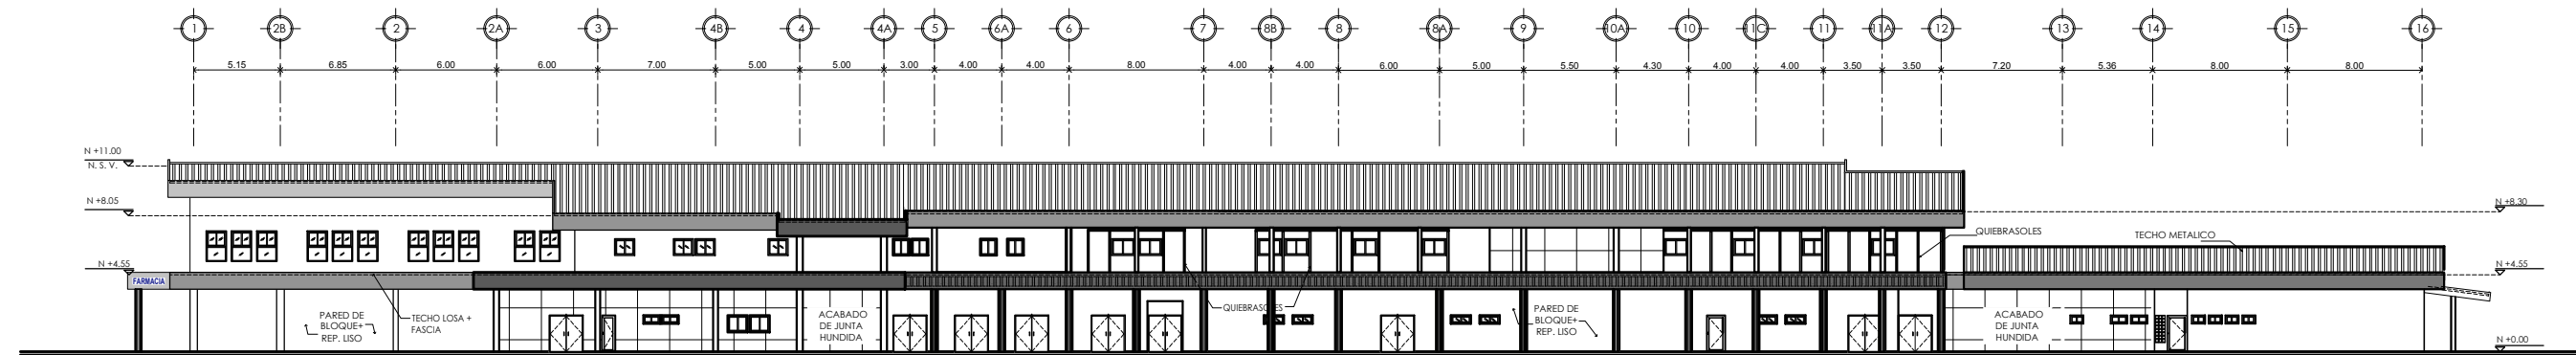 1 2B 2 2A 3 4B 4 4A 5 6A 6 7 8B 8 8A 9 10A 10 11C 11 11A 12 13 14 15 16
5.15 6.85 6.00 6.00 7.00 5.00 5.00 3.00 4.00 4.00 8.00 4.00 4.00 6.00 5.00 5.50 4.30 4.00 4.00 3.50 3.50 7.20 5.36 8.00 8.00
N +11.00
N. S. V.
N +8.05
N +8.30
QUIEBRASOLES
TECHO METALICO
N +4.55
N +4.55
FARMACIA
QUIEBRASOLES
PARED DE
BLOQUE+
REP. LISO
TECHO LOSA +
FASCIA
ACABADO
DE JUNTA
HUNDIDA
PARED DE
BLOQUE+
REP. LISO
ACABADO
DE JUNTA
HUNDIDA
N +0.00